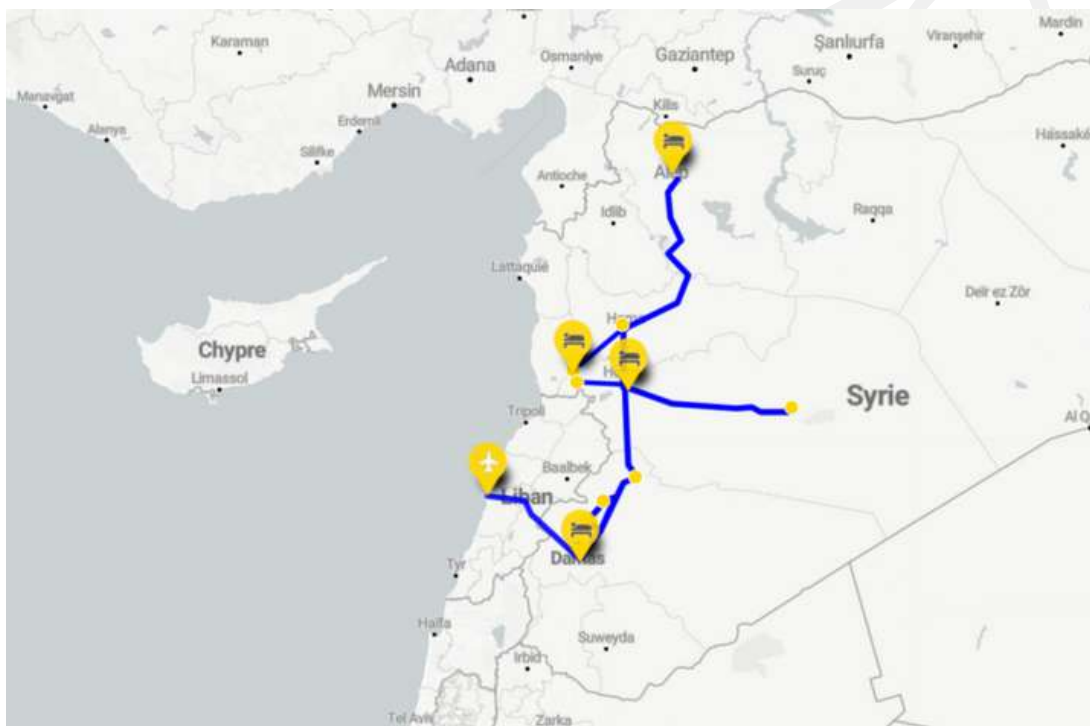 Karaman
Mardin
Viranşehir
Şanlıurfa
Gaziantep
Osmaniye
Adana
Suruç
Mersin
Manavgat
Kilis
Erdemli
Alanya
Hassaké
Silifke
Antioche
Idlib
Raqqa
Lattaquié
Deïr ez Zôr
Chypre
Limassol
Syrie
Tripoli
Baalbek
Liban
Tyr
Haïfa
Suweyda
Irbid
Tel Aviv
Zarka